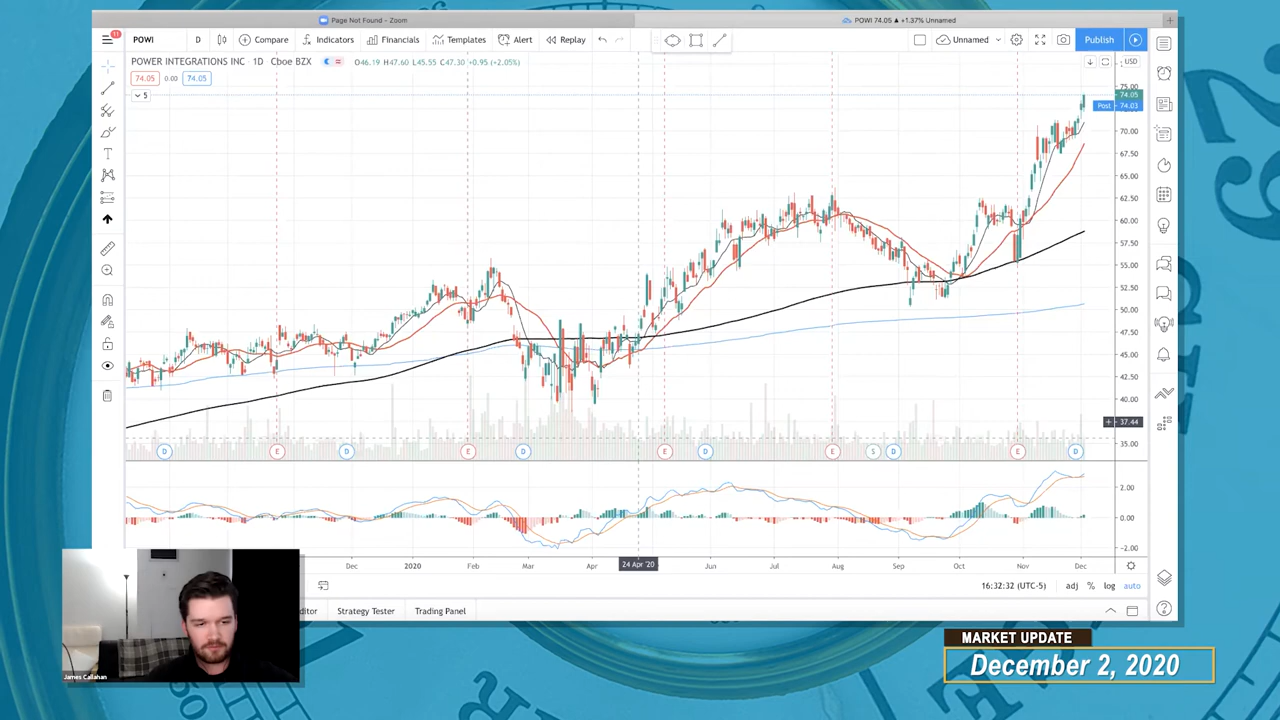 Page Not Found - Zoom
POWI 74.05 ▲ +1.37% Unnamed
11
POWI D Compare Indicators Financials Templates Alert Replay Unnamed Publish
POWER INTEGRATIONS INC · 1D · Cboe BZX O46.19 H47.60 L45.55 C47.30 +0.95 (+2.05%) USD
74.05 0.00 74.05
5
75.00
74.05
Post 74.03
70.00
67.50
65.00
62.50
60.00
57.50
55.00
52.50
50.00
47.50
45.00
42.50
40.00
37.44
35.00
D E D E D E D E S D E D
2.00
0.00
-2.00
Dec 2020 Feb Mar Apr 24 Apr '20 Jun Jul Aug Sep Oct Nov Dec
16:32:32 (UTC-5) adj % log auto
itor Strategy Tester Trading Panel
James Callahan
MARKET UPDATE
December 2, 2020